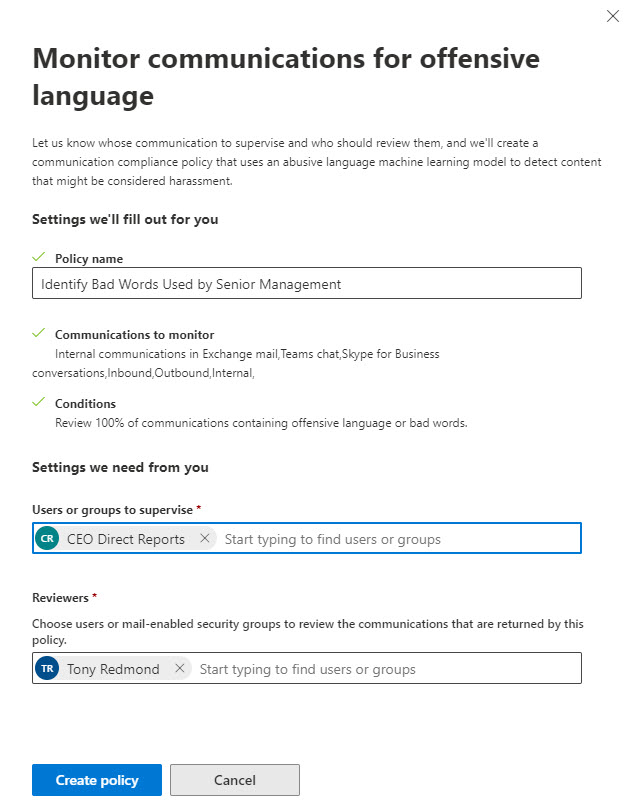 Monitor communications for offensive
language
Let us know whose communication to supervise and who should review them, and we'll create a
communication compliance policy that uses an abusive language machine learning model to detect content
that might be considered harassment.
Settings we'll fill out for you
Policy name
Identify Bad Words Used by Senior Management
Communications to monitor
Internal communications in Exchange mail,Teams chat,Skype for Business
conversations,Inbound,Outbound,Internal,
Conditions
Review 100% of communications containing offensive language or bad words.
Settings we need from you
Users or groups to supervise *
CR CEO Direct Reports Start typing to find users or groups
Reviewers *
Choose users or mail-enabled security groups to review the communications that are returned by this
policy.
TR Tony Redmond Start typing to find users or groups
Create policy Cancel